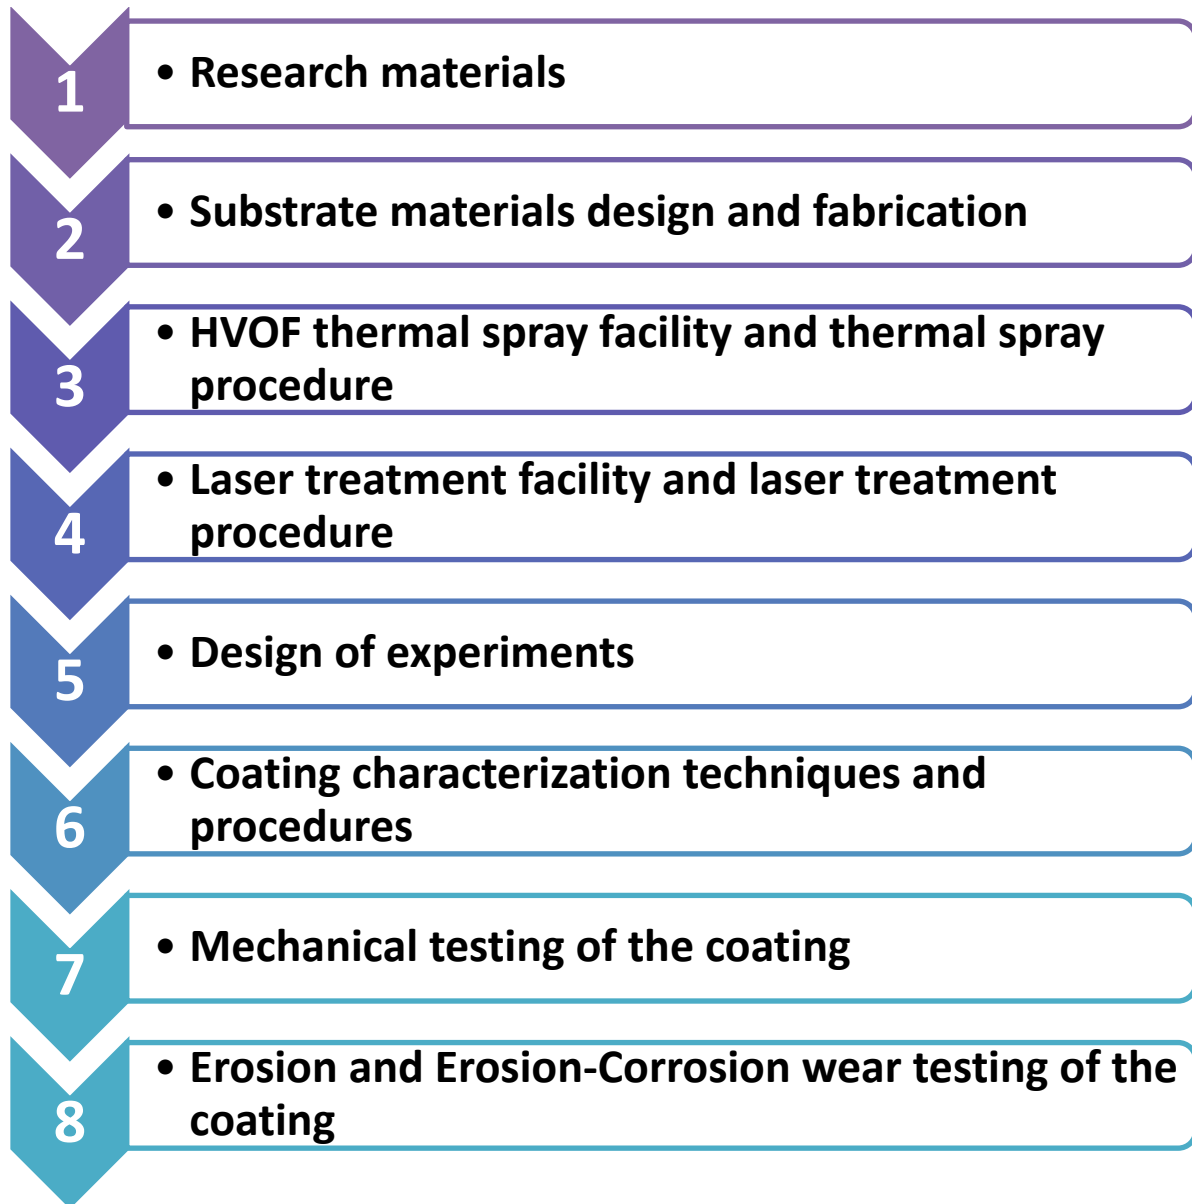 1
• Research materials
2
• Substrate materials design and fabrication
3
• HVOF thermal spray facility and thermal spray
procedure
4
• Laser treatment facility and laser treatment
procedure
5
• Design of experiments
6
• Coating characterization techniques and
procedures
7
• Mechanical testing of the coating
8
• Erosion and Erosion-Corrosion wear testing of the
coating